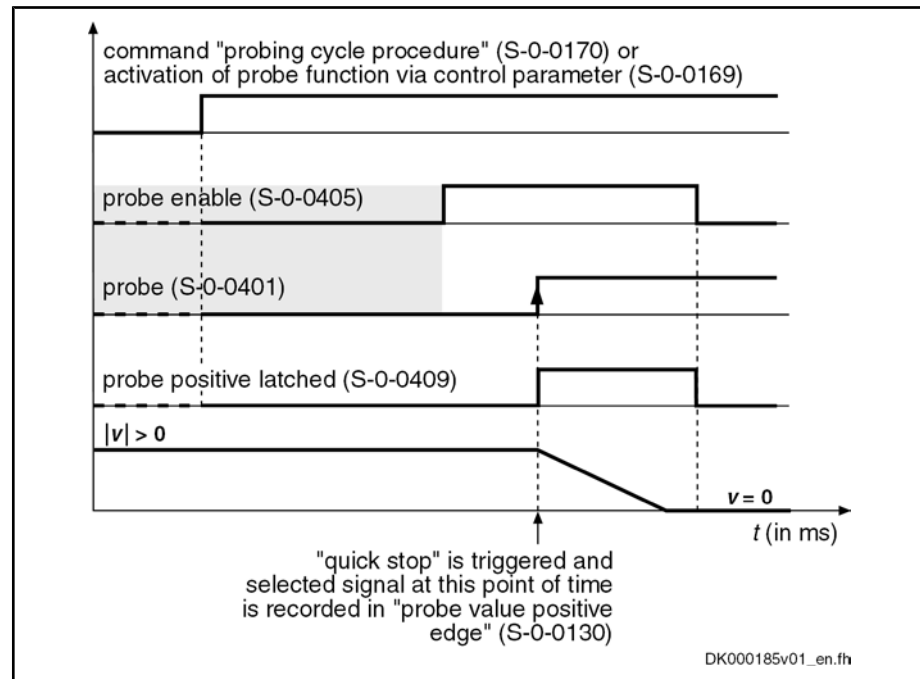 command "probing cycle procedure" (S-0-0170) or
activation of probe function via control parameter (S-0-0169)
probe enable (S-0-0405)
probe (S-0-0401)
probe positive latched (S-0-0409)
|v| > 0
v = 0
t (in ms)
"quick stop" is triggered and
selected signal at this point of time
is recorded in "probe value positive
edge" (S-0-0130)
DK000185v01_en.fh